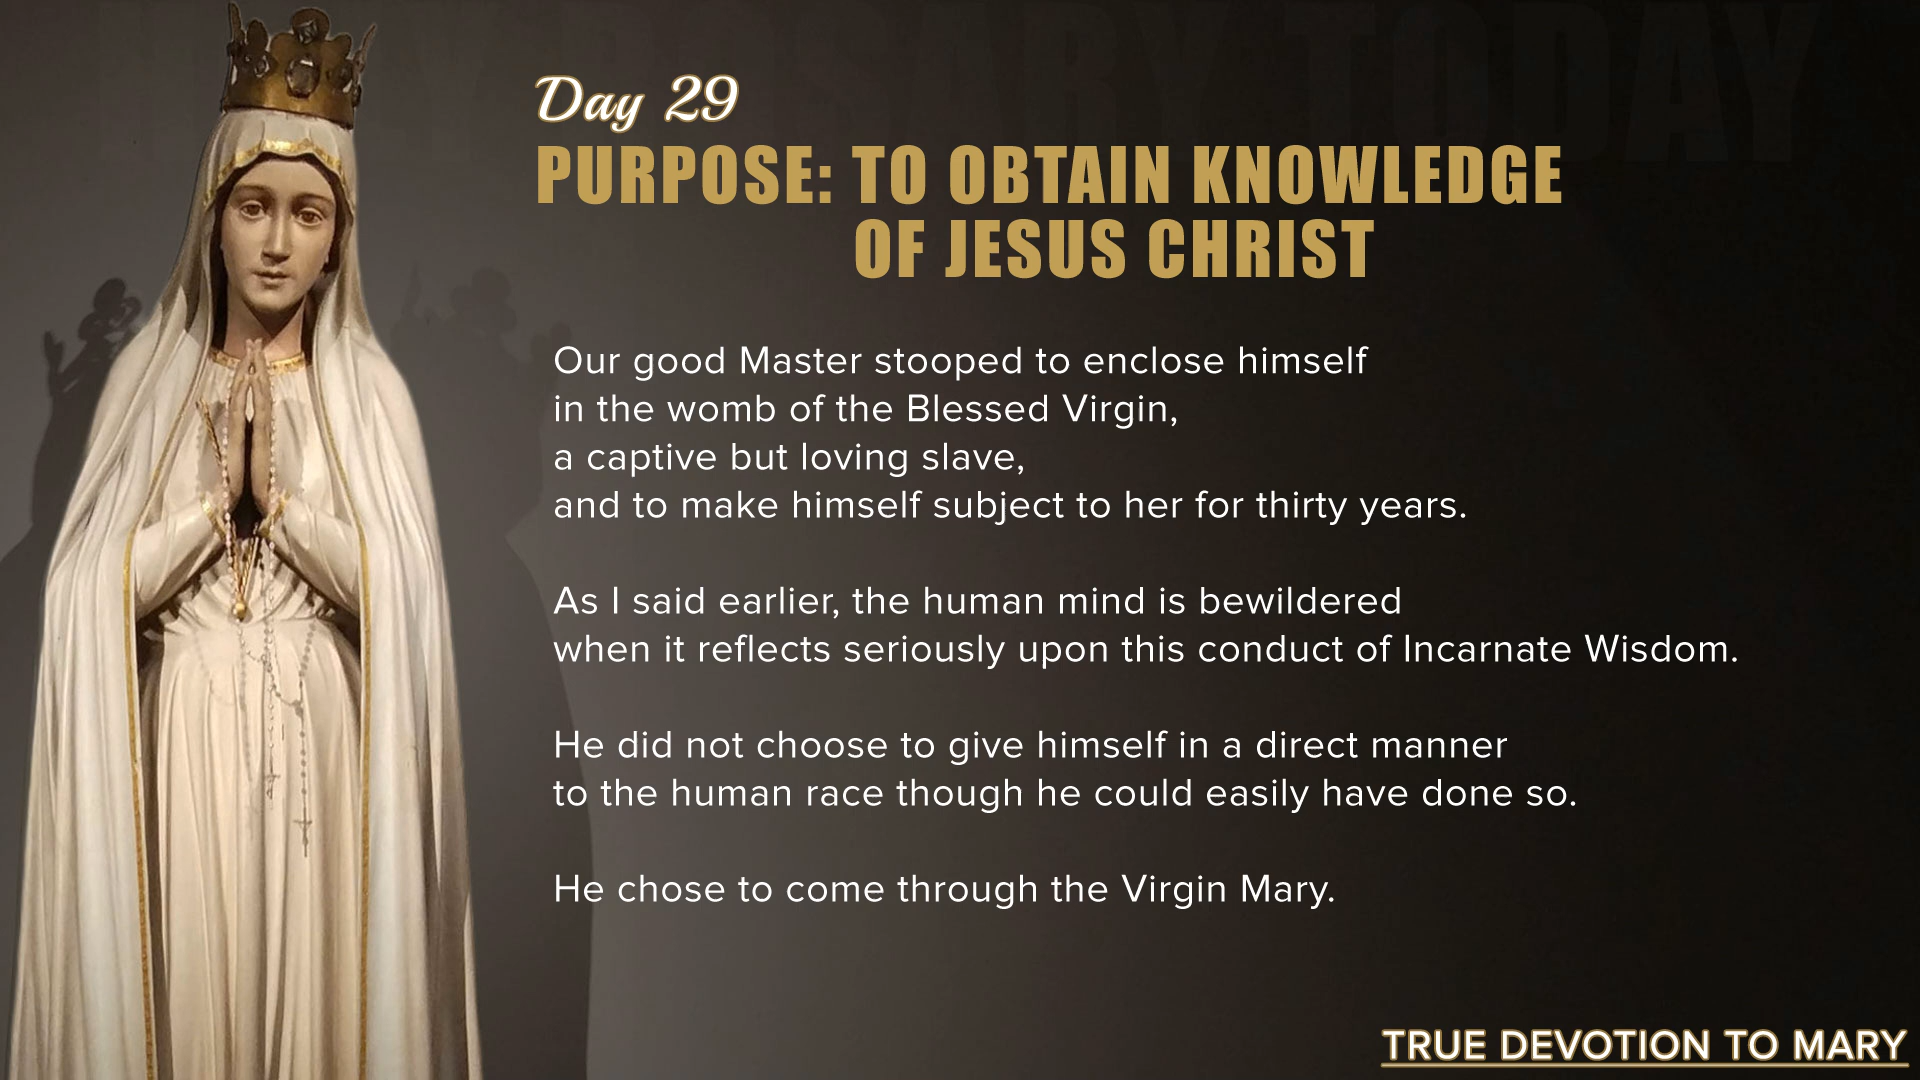 HOLY ROSARY TODAY
Day 29
PURPOSE: TO OBTAIN KNOWLEDGE
OF JESUS CHRIST
Our good Master stooped to enclose himself
in the womb of the Blessed Virgin,
a captive but loving slave,
and to make himself subject to her for thirty years.
As I said earlier, the human mind is bewildered
when it reflects seriously upon this conduct of Incarnate Wisdom.
He did not choose to give himself in a direct manner
to the human race though he could easily have done so.
He chose to come through the Virgin Mary.
TRUE DEVOTION TO MARY